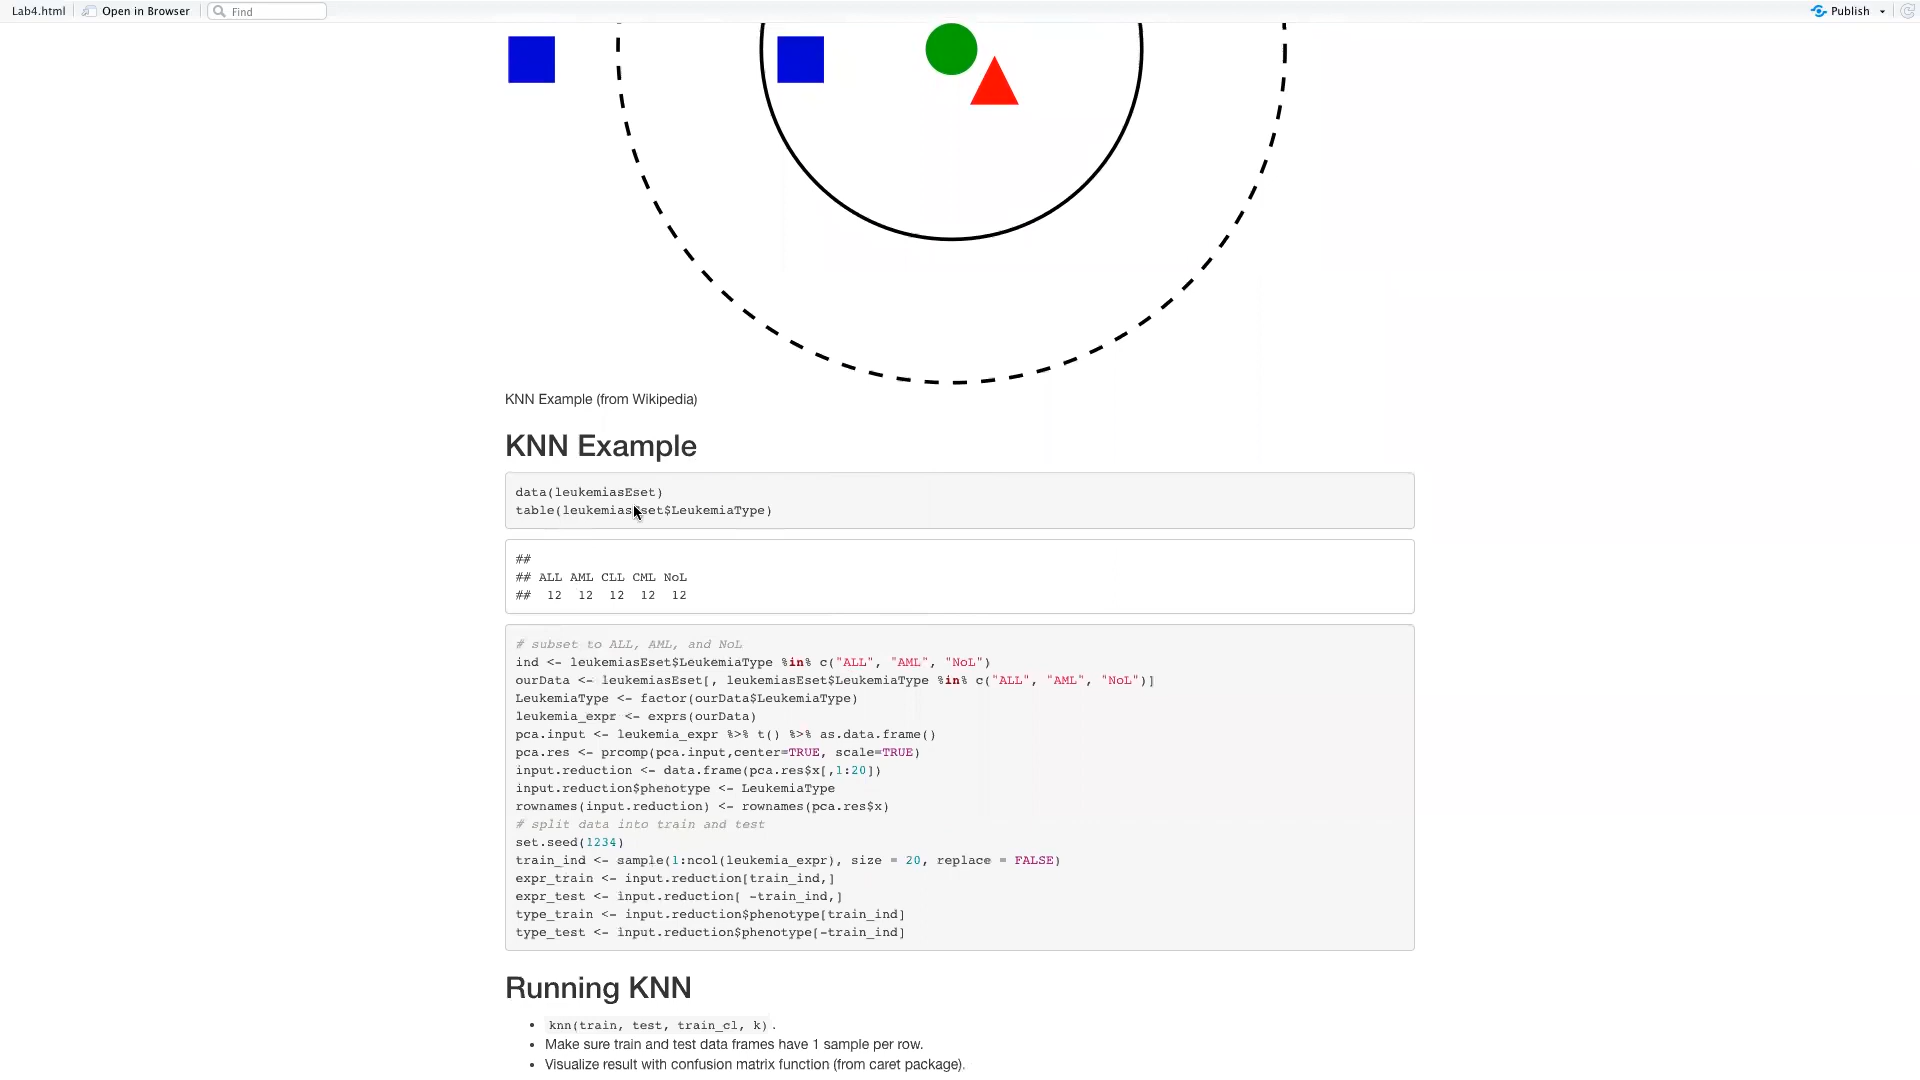 Lab4.html Open in Browser Find Publish
KNN Example (from Wikipedia)
KNN Example
data(leukemiasEset)
table(leukemiasEset$LeukemiaType)
##
## ALL AML CLL CML NoL
##  12  12  12  12  12
# subset to ALL, AML, and NoL
ind <- leukemiasEset$LeukemiaType %in% c("ALL", "AML", "NoL")
ourData <- leukemiasEset[, leukemiasEset$LeukemiaType %in% c("ALL", "AML", "NoL")]
LeukemiaType <- factor(ourData$LeukemiaType)
leukemia_expr <- exprs(ourData)
pca.input <- leukemia_expr %>% t() %>% as.data.frame()
pca.res <- prcomp(pca.input,center=TRUE, scale=TRUE)
input.reduction <- data.frame(pca.res$x[,1:20])
input.reduction$phenotype <- LeukemiaType
rownames(input.reduction) <- rownames(pca.res$x)
# split data into train and test
set.seed(1234)
train_ind <- sample(1:ncol(leukemia_expr), size = 20, replace = FALSE)
expr_train <- input.reduction[train_ind,]
expr_test <- input.reduction[ -train_ind,]
type_train <- input.reduction$phenotype[train_ind]
type_test <- input.reduction$phenotype[-train_ind]
Running KNN
• knn(train, test, train_cl, k).
• Make sure train and test data frames have 1 sample per row.
• Visualize result with confusion matrix function (from caret package).